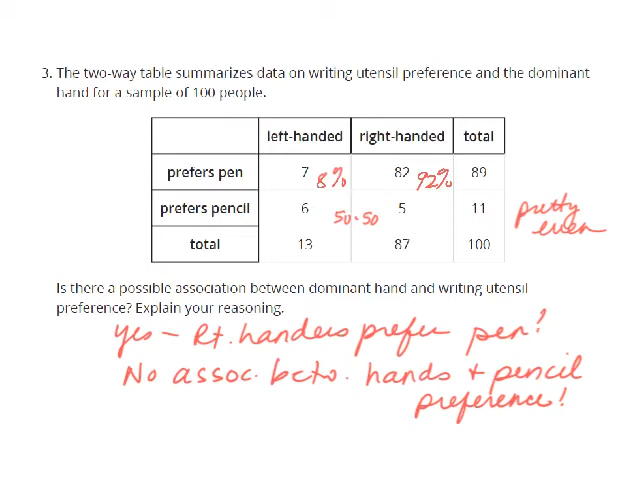 3. The two-way table summarizes data on writing utensil preference and the dominant
hand for a sample of 100 people.
left-handed right-handed total
prefers pen 7 8% 82 92% 89
prefers pencil 6 50-50 5 11 pretty even
total 13 87 100
Is there a possible association between dominant hand and writing utensil
preference? Explain your reasoning.
yes - Rt. handers prefer pen!
No assoc. betw. hands + pencil
preference!